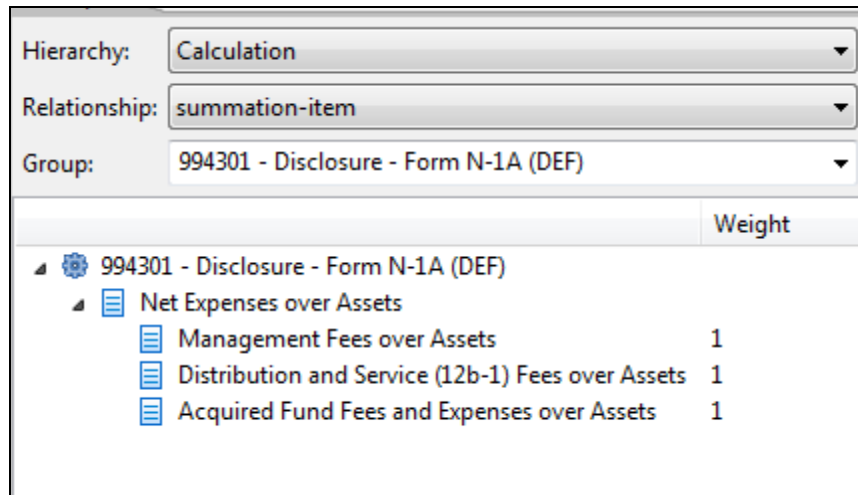 Hierarchy: Calculation
Relationship: summation-item
Group: 994301 - Disclosure - Form N-1A (DEF)
Weight
994301 - Disclosure - Form N-1A (DEF)
Net Expenses over Assets
Management Fees over Assets 1
Distribution and Service (12b-1) Fees over Assets 1
Acquired Fund Fees and Expenses over Assets 1